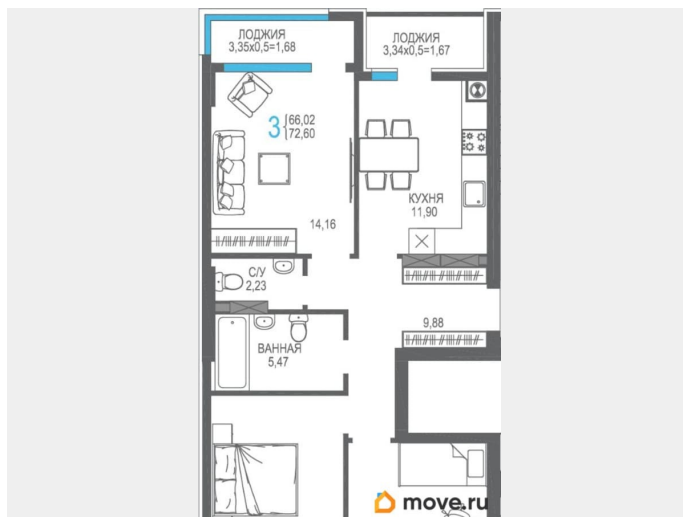 ЛОДЖИЯ
3,35x0,5=1,68
ЛОДЖИЯ
3,34x0,5=1,67
3 66,02
72,60
14,16
КУХНЯ
11,90
С/У
2,23
9,88
ВАННАЯ
5,47
move.ru